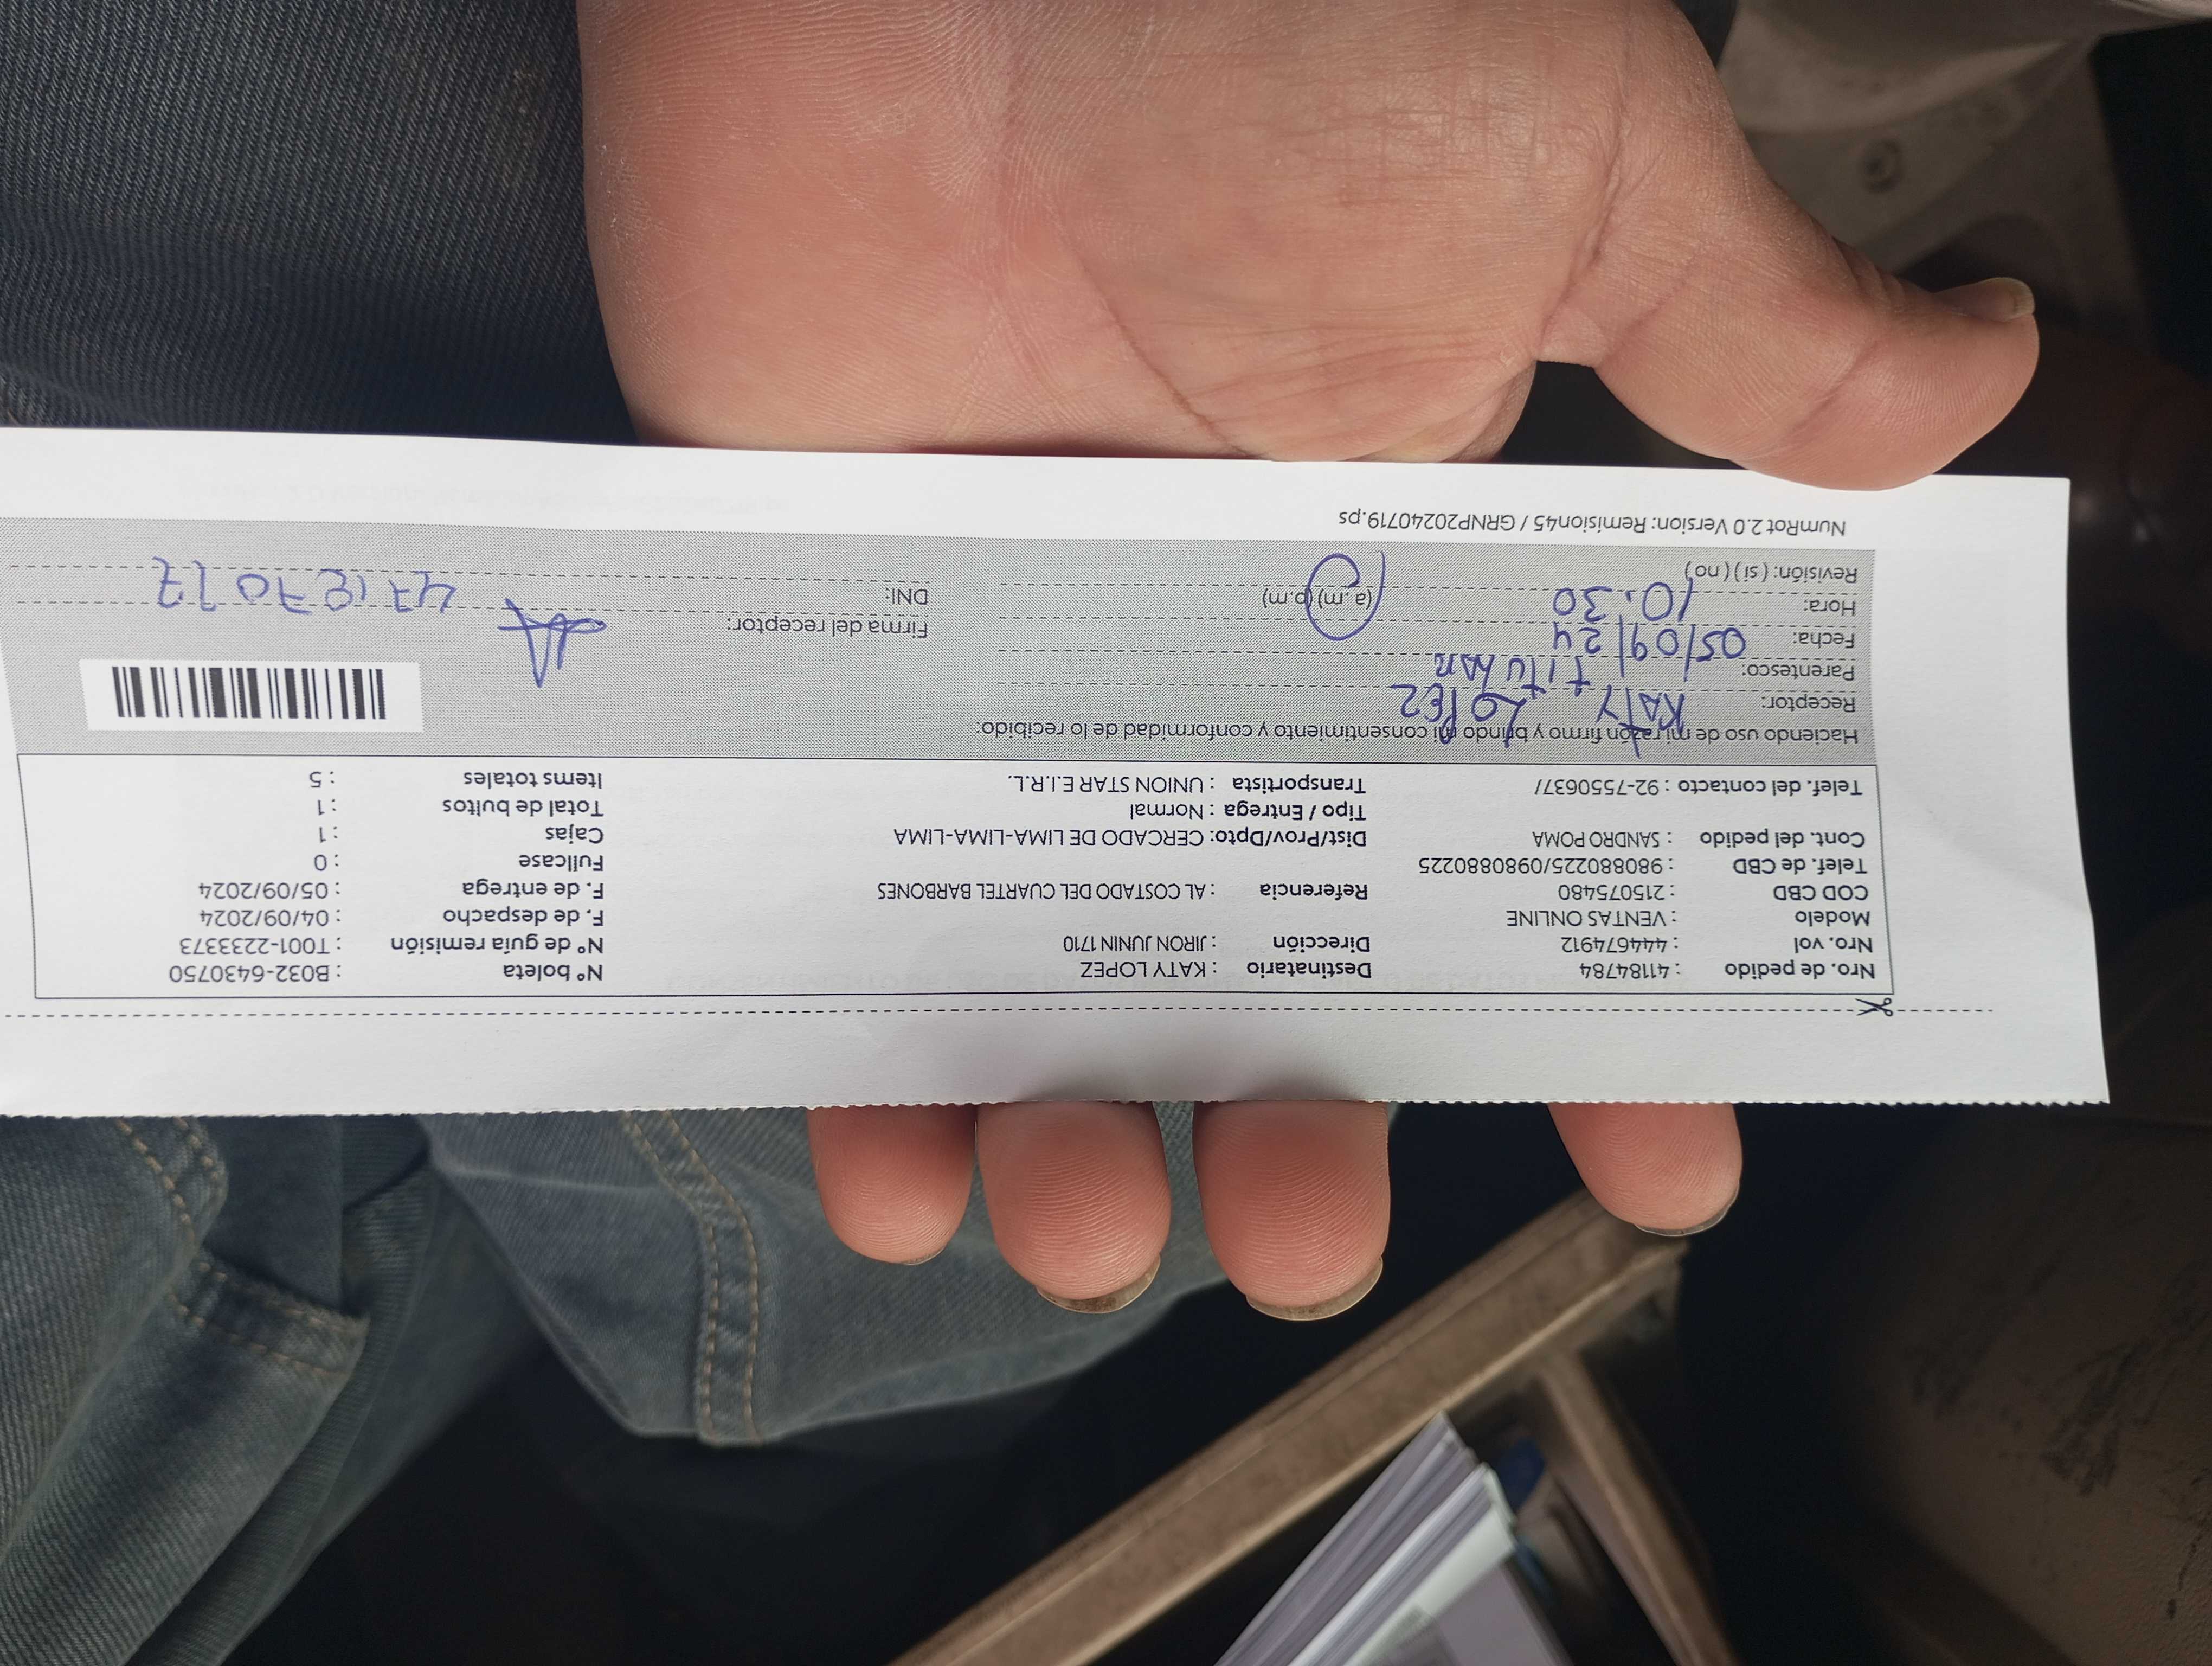 Nro. de pedido : 41184784 Destinatario : KATY LOPEZ N° boleta : B032-6430750
Nro. vol : 444674912 Dirección : JIRON JUNIN 1710 N° de guía remisión : T001-2233373
Modelo : VENTAS ONLINE F. de despacho : 04/09/2024
COD CBD : 215075480 Referencia : AL COSTADO DEL CUARTEL BARBONES F. de entrega : 05/09/2024
Telef. de CBD : 980880225/0980880225 Fullcase : 0
Cont. del pedido : SANDRO POMA Dist/Prov/Dpto: CERCADO DE LIMA-LIMA-LIMA Cajas : 1
Tipo / Entrega : Normal Total de bultos : 1
Telef. del contacto : 92-7550637/ Transportista : UNION STAR E.I.R.L. Items totales : 5
Haciendo uso de mi razón firmo y brindo mi consentimiento y conformidad de lo recibido:
Receptor: KATY LOPEZ
Parentesco: titular
Fecha: 05/09/24 Firma del receptor:
Hora: 10:30 (a.m) (p.m) DNI:
Revisión: ( si ) ( no )
NumRot 2.0 Version: Remision45 / GRNP20240719.ps